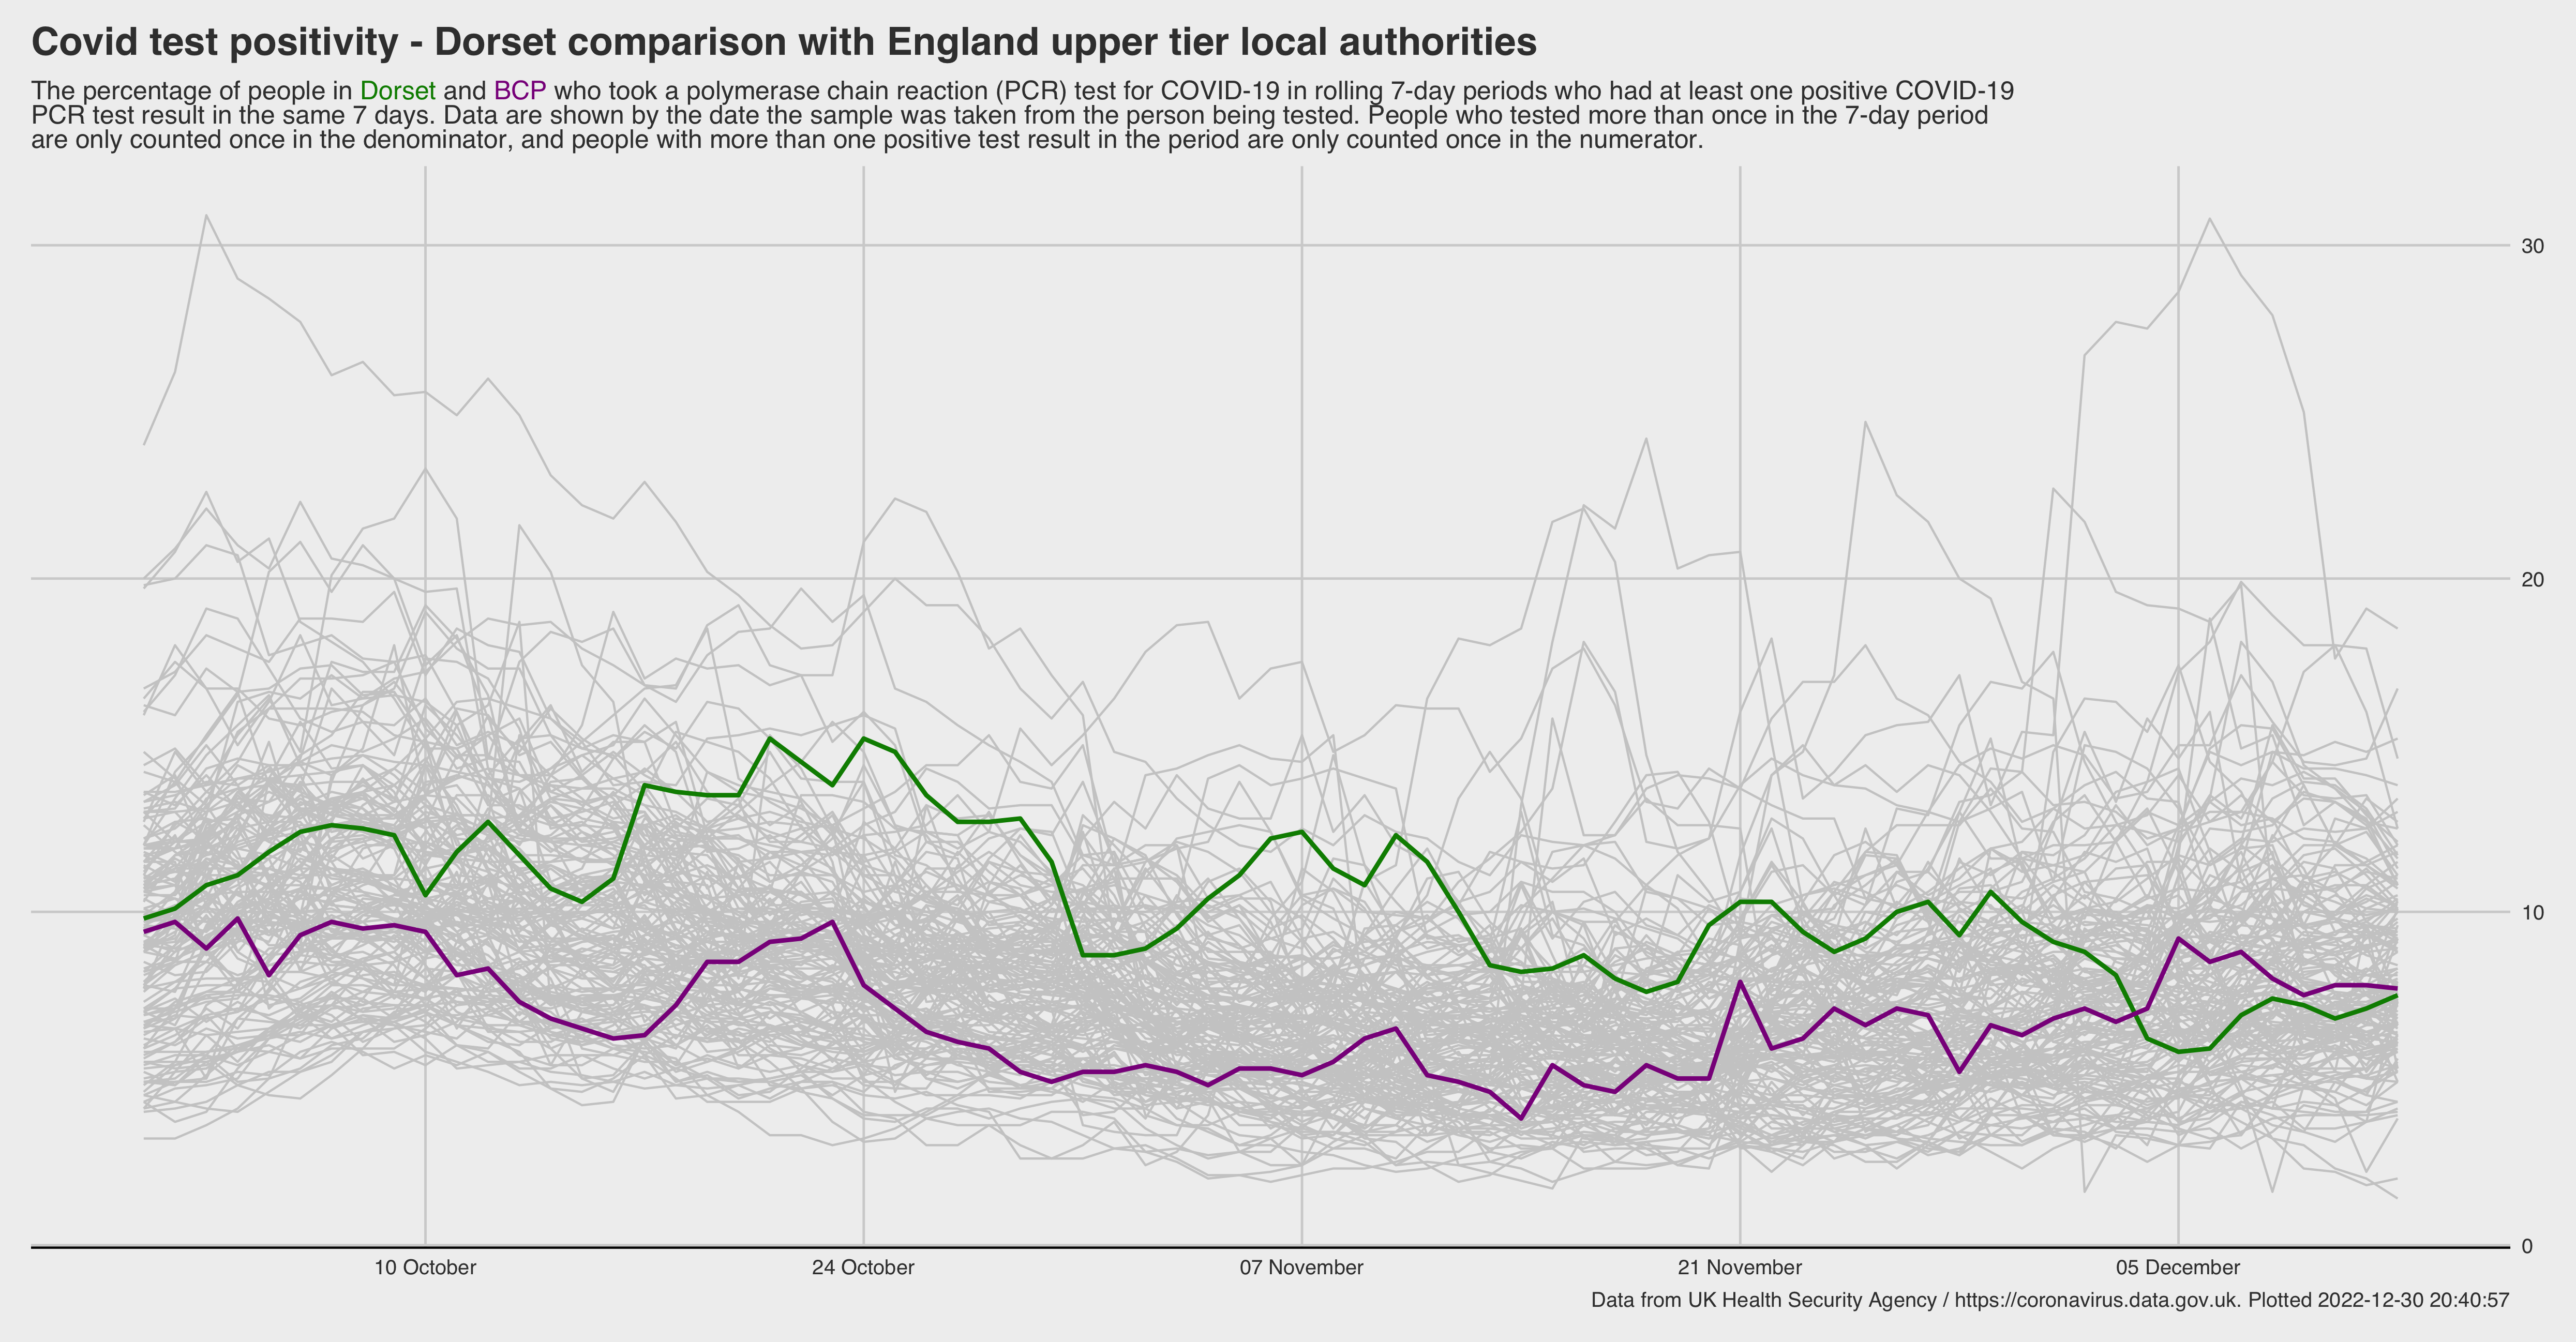 Covid test positivity - Dorset comparison with England upper tier local authorities
The percentage of people in Dorset and BCP who took a polymerase chain reaction (PCR) test for COVID-19 in rolling 7-day periods who had at least one positive COVID-19
PCR test result in the same 7 days. Data are shown by the date the sample was taken from the person being tested. People who tested more than once in the 7-day period
are only counted once in the denominator, and people with more than one positive test result in the period are only counted once in the numerator.
30
20
10
0
10 October
24 October
07 November
21 November
05 December
Data from UK Health Security Agency / https://coronavirus.data.gov.uk. Plotted 2022-12-30 20:40:57